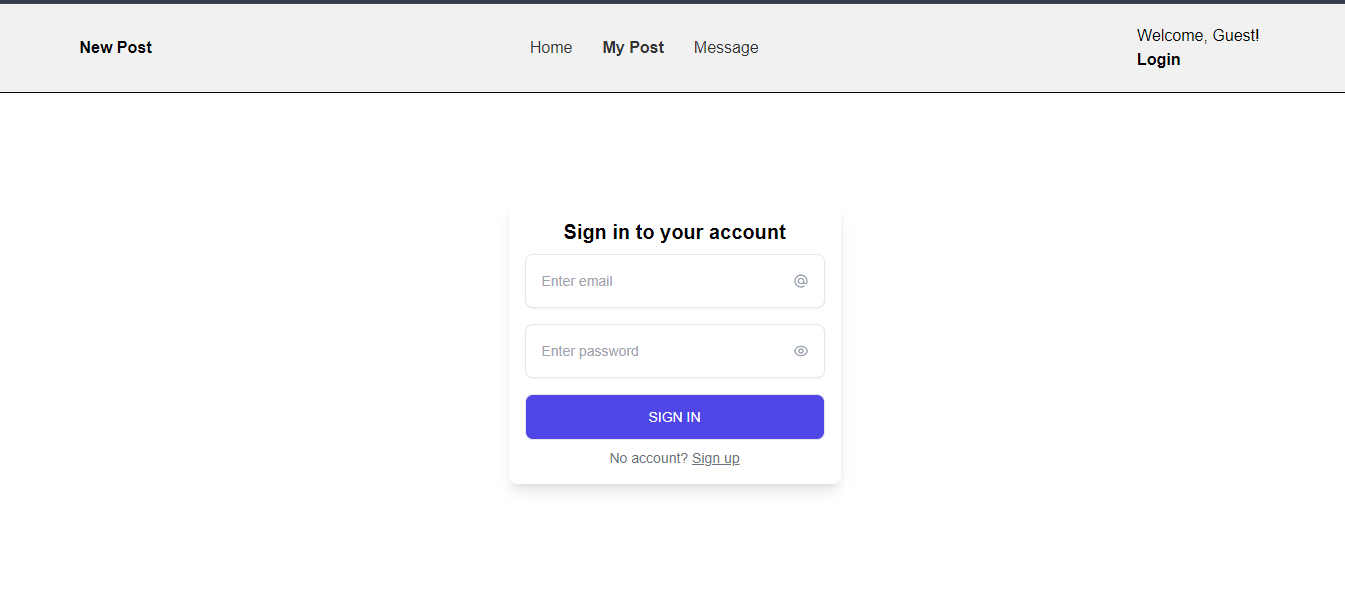 New Post
Home
My Post
Message
Welcome, Guest!
Login
Sign in to your account
Enter email
Enter password
SIGN IN
No account? Sign up